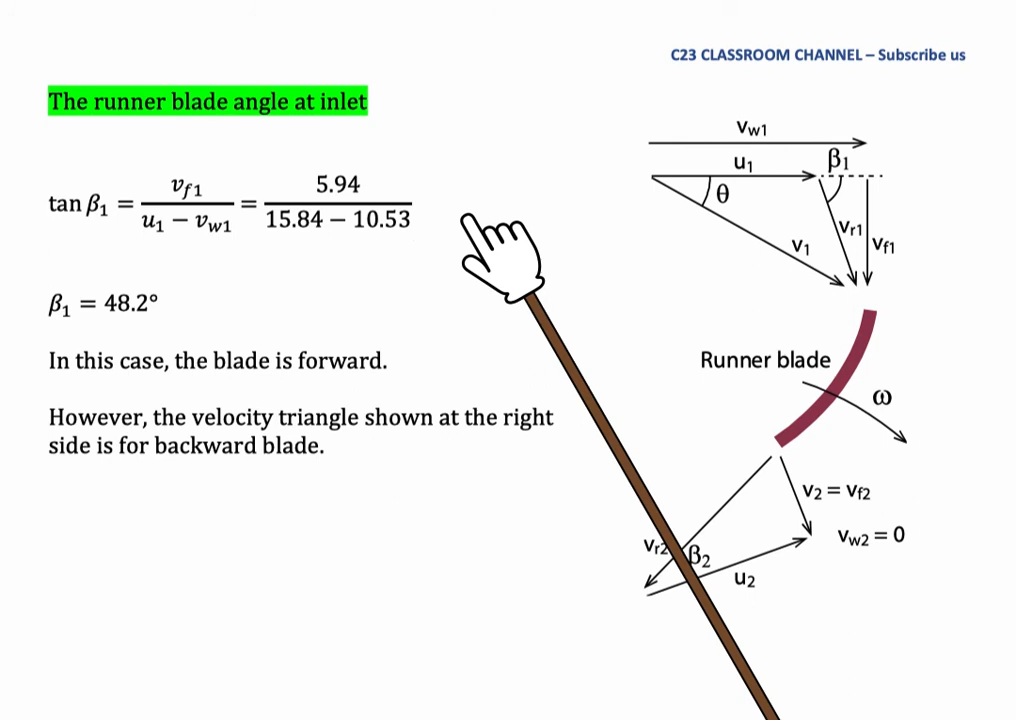 C23 CLASSROOM CHANNEL – Subscribe us
The runner blade angle at inlet
tan β₁ = v_f1 / (u₁ − v_w1) = 5.94 / (15.84 − 10.53)
β₁ = 48.2°
In this case, the blade is forward.
However, the velocity triangle shown at the right
side is for backward blade.
Vw1
u₁
β₁
θ
V₁
Vr1
Vf1
Runner blade
ω
V₂ = Vf2
Vw2 = 0
Vr2
β₂
u₂